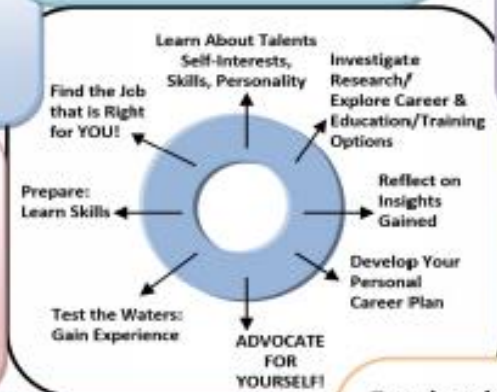 Learn About Talents
Self-Interests,
Skills, Personality
Investigate
Research/
Explore Career &
Education/Training
Options
Reflect on
Insights
Gained
Develop Your
Personal
Career Plan
ADVOCATE
FOR
YOURSELF!
Test the Waters:
Gain Experience
Prepare:
Learn Skills
Find the Job
that is Right
for YOU!